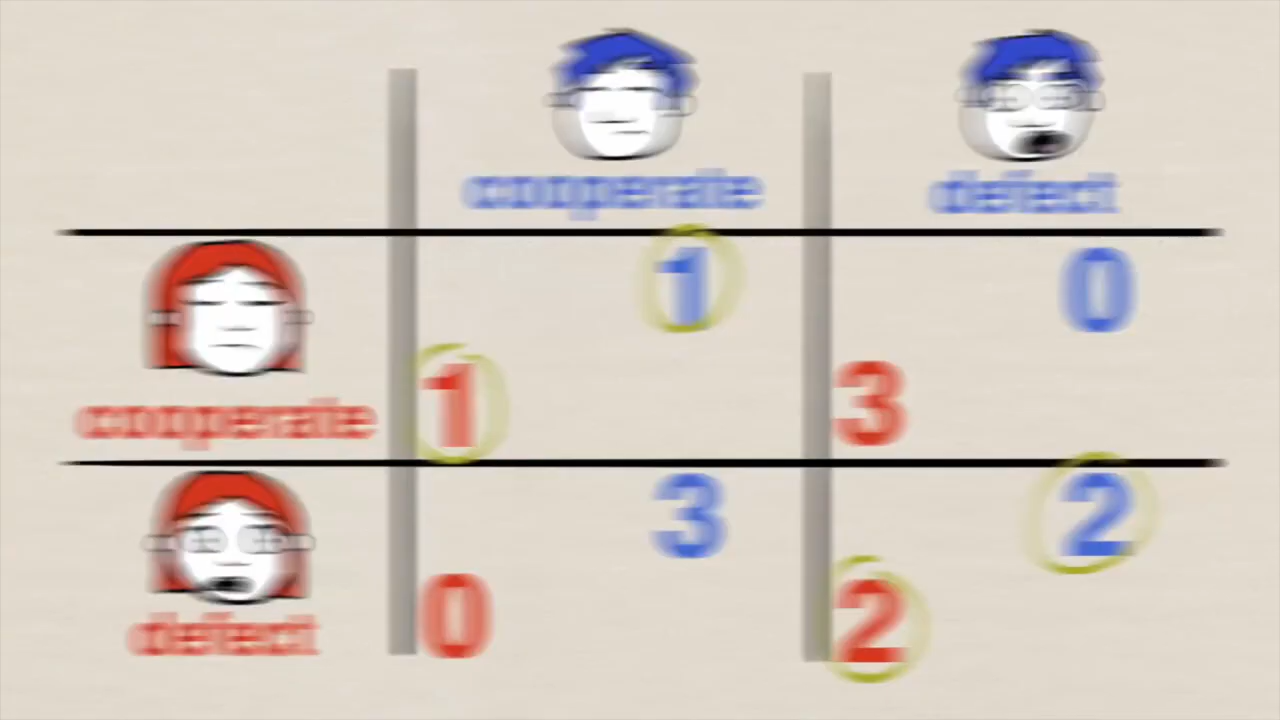 cooperate defect
1 0
cooperate 1 3
3 2
defect 0 2